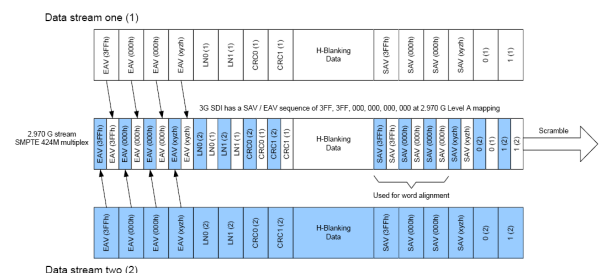 Data stream one (1)
EAV (3FFh)
EAV (000h)
EAV (000h)
EAV (xyzh)
LN0 (1)
LN1 (1)
CRC0 (1)
CRC1 (1)
H-Blanking
Data
SAV (3FFh)
SAV (000h)
SAV (000h)
SAV (xyzh)
0 (1)
1 (1)
3G SDI has a SAV / EAV sequence of 3FF, 3FF, 000, 000, 000, 000 at 2.970 G Level A mapping
2.970 G stream
SMPTE 424M multiplex
EAV (3FFh)
EAV (3FFh)
EAV (000h)
EAV (000h)
EAV (000h)
EAV (000h)
EAV (xyzh)
EAV (xyzh)
LN0 (2)
LN0 (1)
LN1 (2)
LN1 (1)
CRC0 (2)
CRC0 (1)
CRC1 (2)
CRC1 (1)
H-Blanking
Data
SAV (3FFh)
SAV (3FFh)
SAV (000h)
SAV (000h)
SAV (000h)
SAV (000h)
SAV (xyzh)
SAV (xyzh)
0 (2)
0 (1)
1 (2)
1 (2)
Scramble
Used for word alignment
EAV (3FFh)
EAV (000h)
EAV (000h)
EAV (xyzh)
LN0 (2)
LN1 (2)
CRC0 (2)
CRC1 (2)
H-Blanking
Data
SAV (3FFh)
SAV (000h)
SAV (000h)
SAV (xyzh)
0 (2)
1 (2)
Data stream two (2)